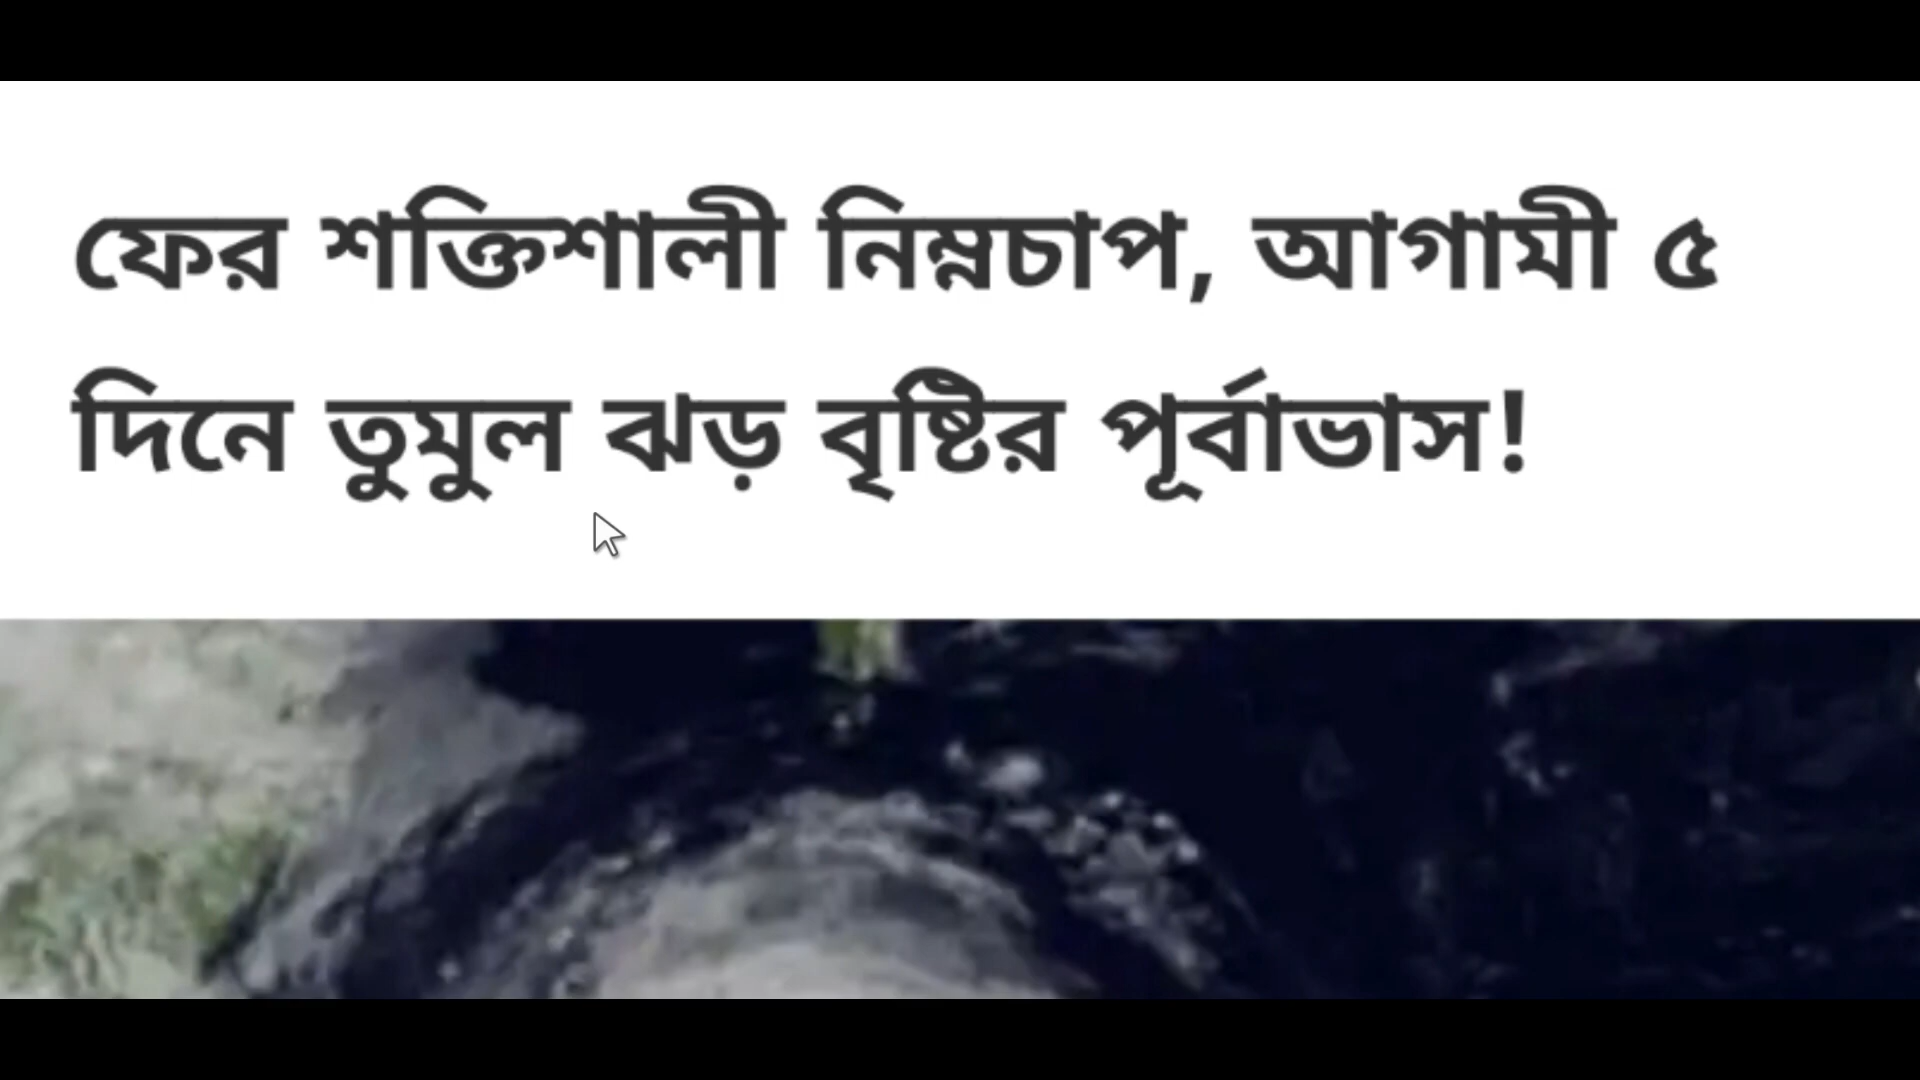 ফের শক্তিশালী নিম্নচাপ, আগামী ৫
দিনে তুমুল ঝড় বৃষ্টির পূর্বাভাস!